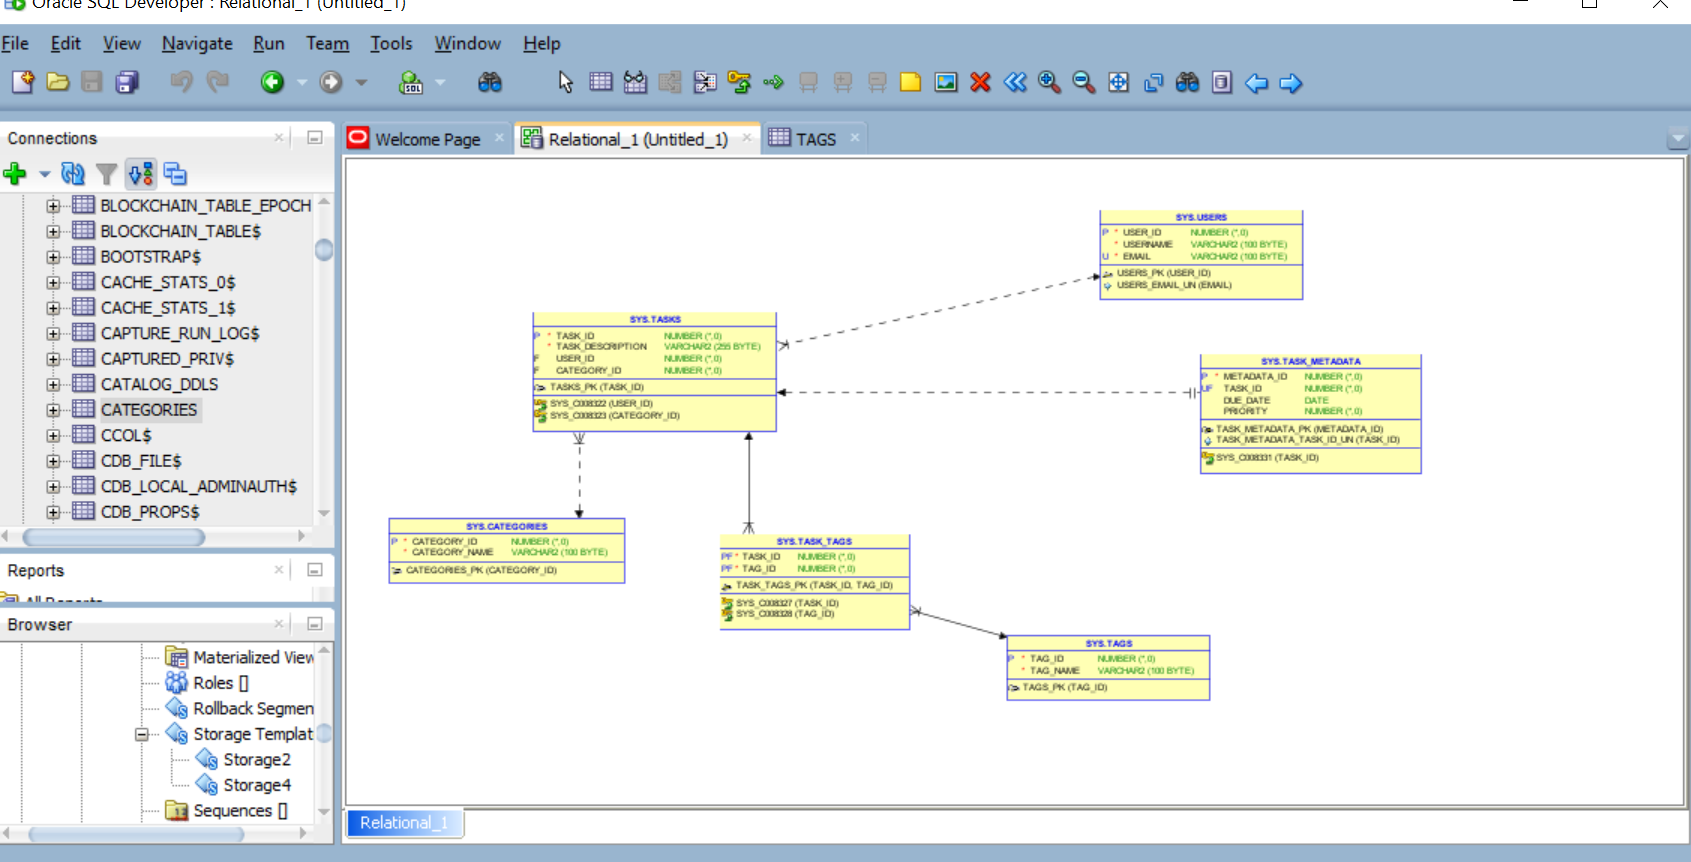 Oracle SQL Developer : Relational_1 (Untitled_1)
File Edit View Navigate Run Team Tools Window Help
SQL
Connections
BLOCKCHAIN_TABLE_EPOCH
BLOCKCHAIN_TABLE$
BOOTSTRAP$
CACHE_STATS_0$
CACHE_STATS_1$
CAPTURE_RUN_LOG$
CAPTURED_PRIV$
CATALOG_DDLS
CATEGORIES
CCOL$
CDB_FILE$
CDB_LOCAL_ADMINAUTH$
CDB_PROPS$
Reports
All Reports
Browser
Materialized View
Roles []
Rollback Segmen
Storage Templat
Storage2
Storage4
Sequences []
Welcome Page Relational_1 (Untitled_1) TAGS
SYS.USERS
P * USER_ID NUMBER (*,0)
* USERNAME VARCHAR2 (100 BYTE)
U * EMAIL VARCHAR2 (100 BYTE)
USERS_PK (USER_ID)
USERS_EMAIL_UN (EMAIL)
SYS.TASKS
P * TASK_ID NUMBER (*,0)
* TASK_DESCRIPTION VARCHAR2 (255 BYTE)
F USER_ID NUMBER (*,0)
F CATEGORY_ID NUMBER (*,0)
TASKS_PK (TASK_ID)
SYS_C008322 (USER_ID)
SYS_C008323 (CATEGORY_ID)
SYS.TASK_METADATA
P * METADATA_ID NUMBER (*,0)
UF TASK_ID NUMBER (*,0)
DUE_DATE DATE
PRIORITY NUMBER (*,0)
TASK_METADATA_PK (METADATA_ID)
TASK_METADATA_TASK_ID_UN (TASK_ID)
SYS_C008331 (TASK_ID)
SYS.CATEGORIES
P * CATEGORY_ID NUMBER (*,0)
* CATEGORY_NAME VARCHAR2 (100 BYTE)
CATEGORIES_PK (CATEGORY_ID)
SYS.TASK_TAGS
PF * TASK_ID NUMBER (*,0)
PF * TAG_ID NUMBER (*,0)
TASK_TAGS_PK (TASK_ID, TAG_ID)
SYS_C008327 (TASK_ID)
SYS_C008328 (TAG_ID)
SYS.TAGS
P * TAG_ID NUMBER (*,0)
* TAG_NAME VARCHAR2 (100 BYTE)
TAGS_PK (TAG_ID)
Relational_1